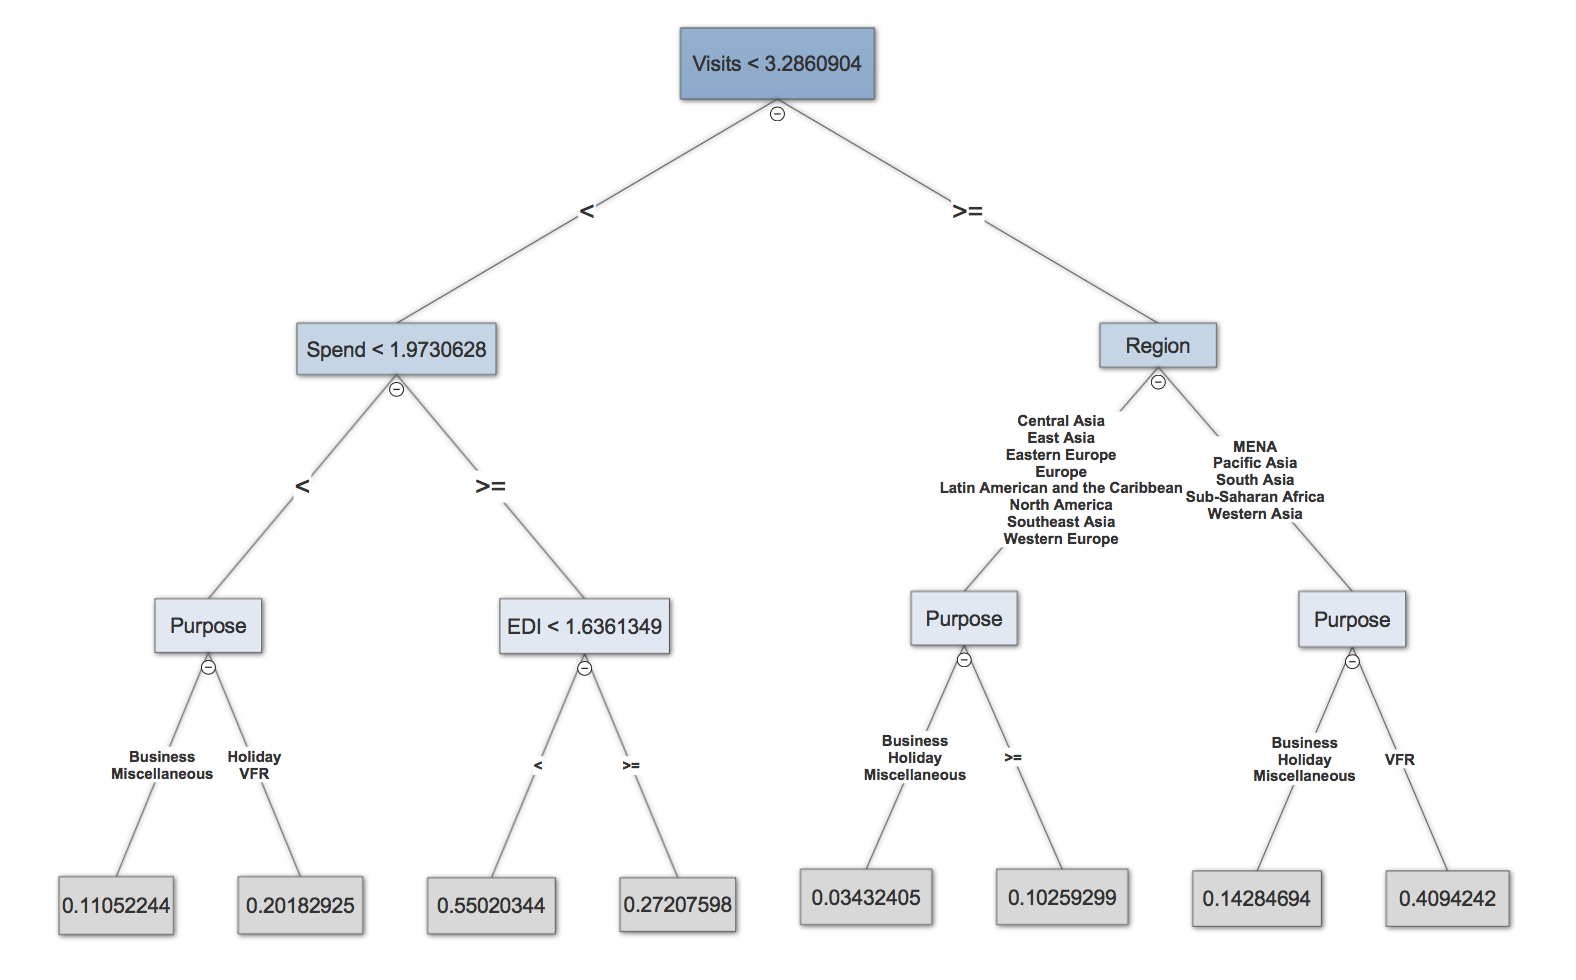 Visits < 3.2860904
<
>=
Spend < 1.9730628
Region
<
>=
Central Asia
East Asia
Eastern Europe
Europe
Latin American and the Caribbean
North America
Southeast Asia
Western Europe
MENA
Pacific Asia
South Asia
Sub-Saharan Africa
Western Asia
Purpose
EDI < 1.6361349
Purpose
Purpose
Business
Miscellaneous
Holiday
VFR
<
>=
Business
Holiday
Miscellaneous
>=
Business
Holiday
Miscellaneous
VFR
0.11052244
0.20182925
0.55020344
0.27207598
0.03432405
0.10259299
0.14284694
0.4094242